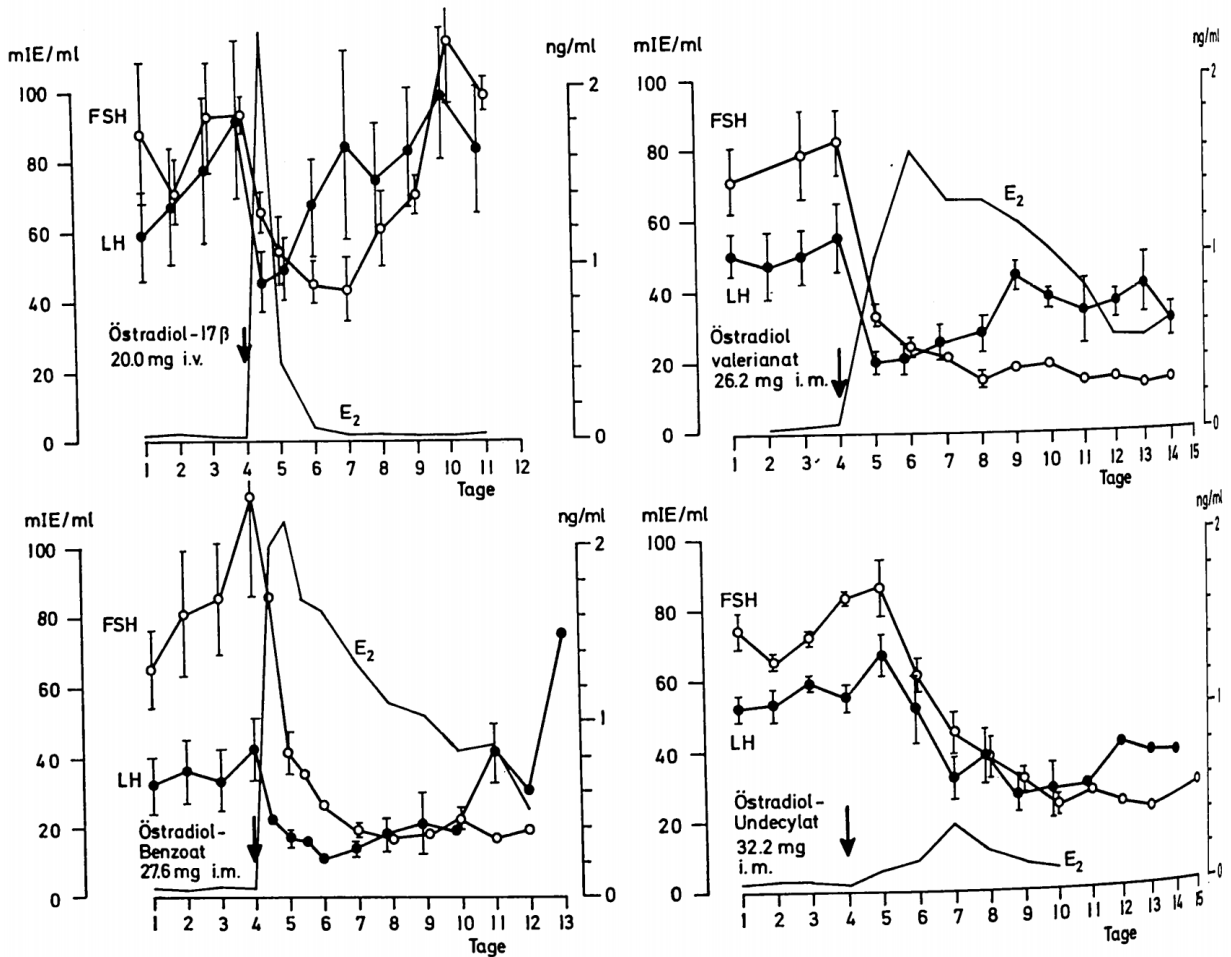 mIE/ml
ng/ml
100
80
60
40
20
0
2
1
0
FSH
LH
Östradiol-17β
20.0 mg i.v.
E₂
1 2 3 4 5 6 7 8 9 10 11 12
Tage
mIE/ml
ng/ml
100
80
60
40
20
0
2
1
0
FSH
LH
Östradiol
valerianat
26.2 mg i.m.
E₂
1 2 3 4 5 6 7 8 9 10 11 12 13 14 15
Tage
mIE/ml
ng/ml
100
80
60
40
20
0
2
1
0
FSH
LH
Östradiol-
Benzoat
27.6 mg i.m.
E₂
1 2 3 4 5 6 7 8 9 10 11 12 13
Tage
mIE/ml
ng/ml
100
80
60
40
20
0
2
1
0
FSH
LH
Östradiol-
Undecylat
32.2 mg
i.m.
E₂
1 2 3 4 5 6 7 8 9 10 11 12 13 14 15
Tage